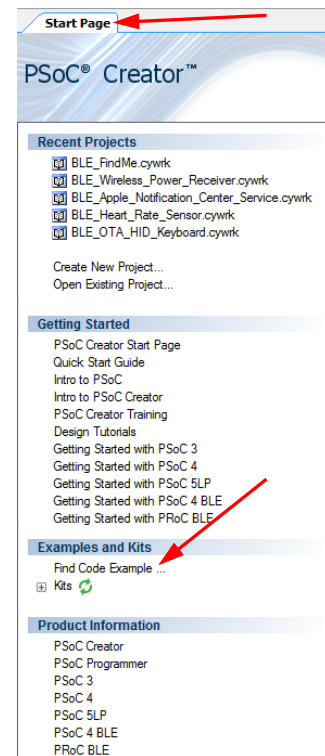 Start Page
PSoC® Creator™
Recent Projects
BLE_FindMe.cywrk
BLE_Wireless_Power_Receiver.cywrk
BLE_Apple_Notification_Center_Service.cywrk
BLE_Heart_Rate_Sensor.cywrk
BLE_OTA_HID_Keyboard.cywrk
Create New Project...
Open Existing Project...
Getting Started
PSoC Creator Start Page
Quick Start Guide
Intro to PSoC
Intro to PSoC Creator
PSoC Creator Training
Design Tutorials
Getting Started with PSoC 3
Getting Started with PSoC 4
Getting Started with PSoC 5LP
Getting Started with PSoC 4 BLE
Getting Started with PRoC BLE
Examples and Kits
Find Code Example ...
Kits
Product Information
PSoC Creator
PSoC Programmer
PSoC 3
PSoC 4
PSoC 5LP
PSoC 4 BLE
PRoC BLE